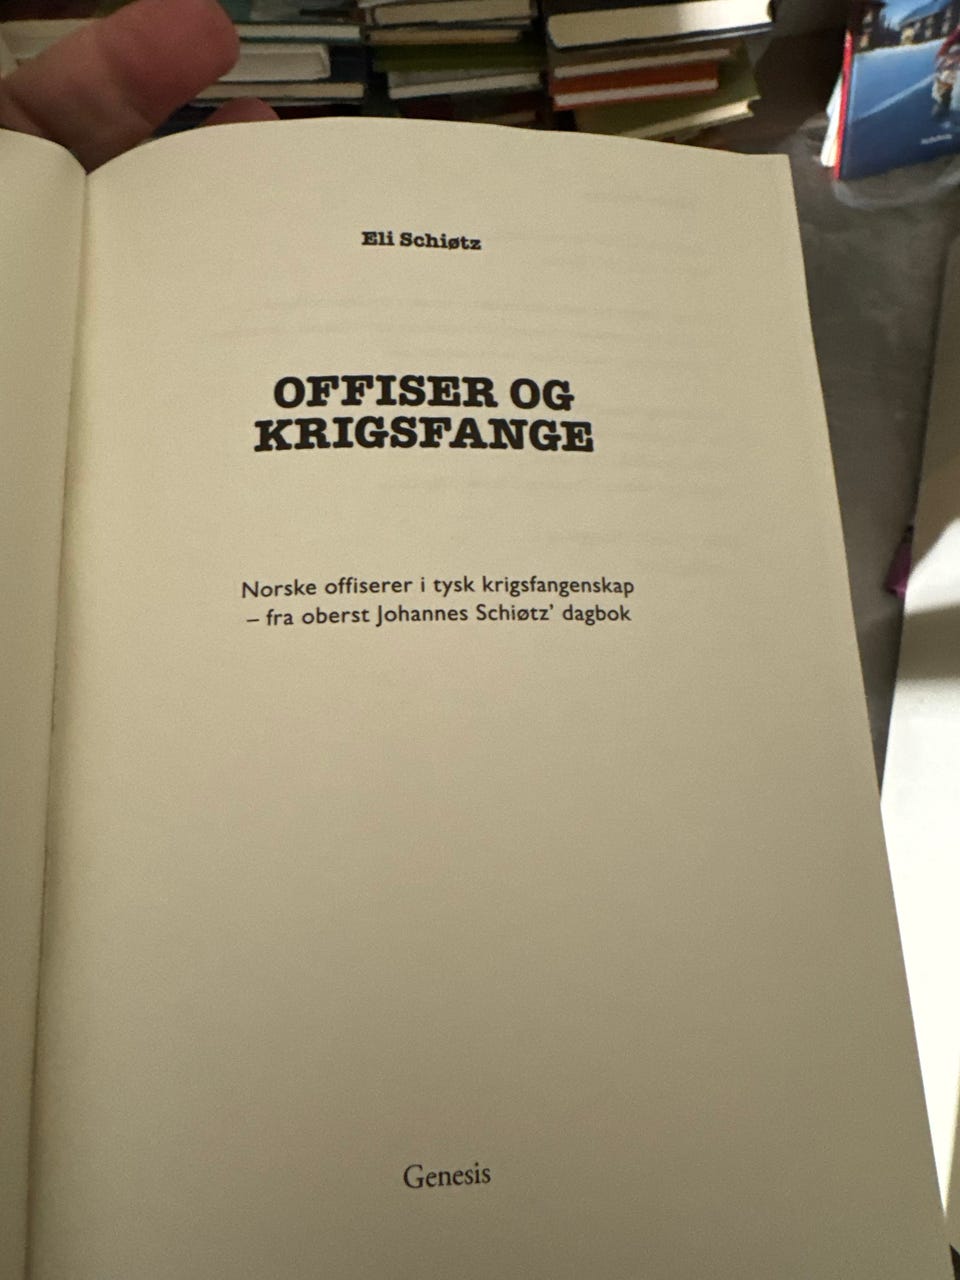 Eli Schiøtz
OFFISER OG
KRIGSFANGE
Norske offiserer i tysk krigsfangenskap
– fra oberst Johannes Schiøtz’ dagbok
Genesis